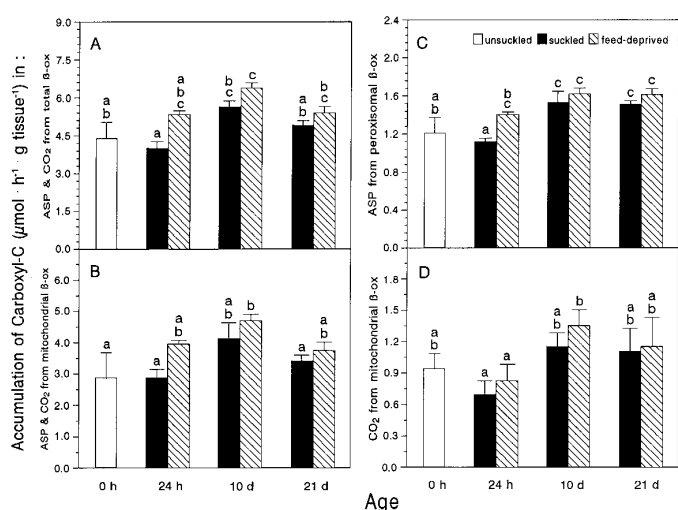 Accumulation of Carboxyl-C (µmol · h⁻¹ · g tissue⁻¹) in :
A
ASP & CO₂ from total ß-ox
9.0
7.5
6.0
4.5
3.0
1.5
0.0
a
b
a
a
b
c
b
c
c
a
b
b
c
C
unsuckled
suckled
feed-deprived
ASP from peroxisomal ß-ox
2.4
2.0
1.6
1.2
0.8
0.4
0.0
a
b
a
b
c
c
c
c
c
B
ASP & CO₂ from mitochondrial ß-ox
5.0
4.0
3.0
2.0
1.0
0.0
a
a
a
b
a
b
b
a
b
a
b
0 h
24 h
10 d
21 d
D
CO₂ from mitochondrial ß-ox
1.8
1.5
1.2
0.9
0.6
0.3
0.0
a
b
a
a
a
b
b
a
b
a
b
0 h
24 h
10 d
21 d
Age